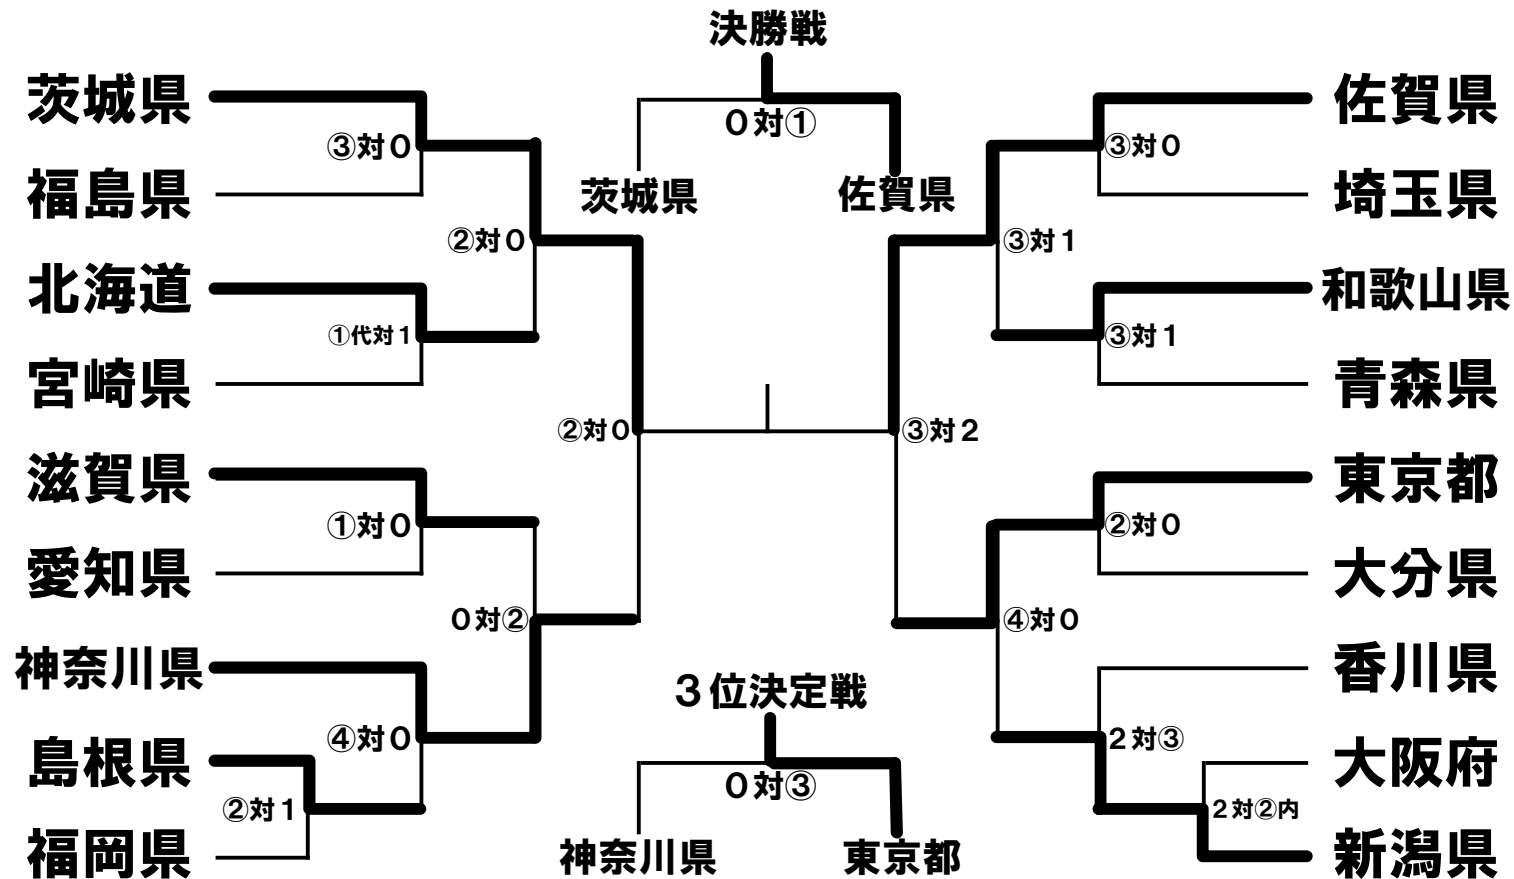 決勝戦
茨城県
０対①
佐賀県
茨城県
③対０
福島県
②対０
北海道
①代対１
宮崎県
②対０
滋賀県
①対０
愛知県
０対②
神奈川県
④対０
島根県
②対１
福岡県
佐賀県
③対０
埼玉県
③対１
和歌山県
③対１
青森県
③対２
東京都
②対０
大分県
④対０
香川県
２対③
大阪府
２対②内
新潟県
３位決定戦
０対③
神奈川県
東京都